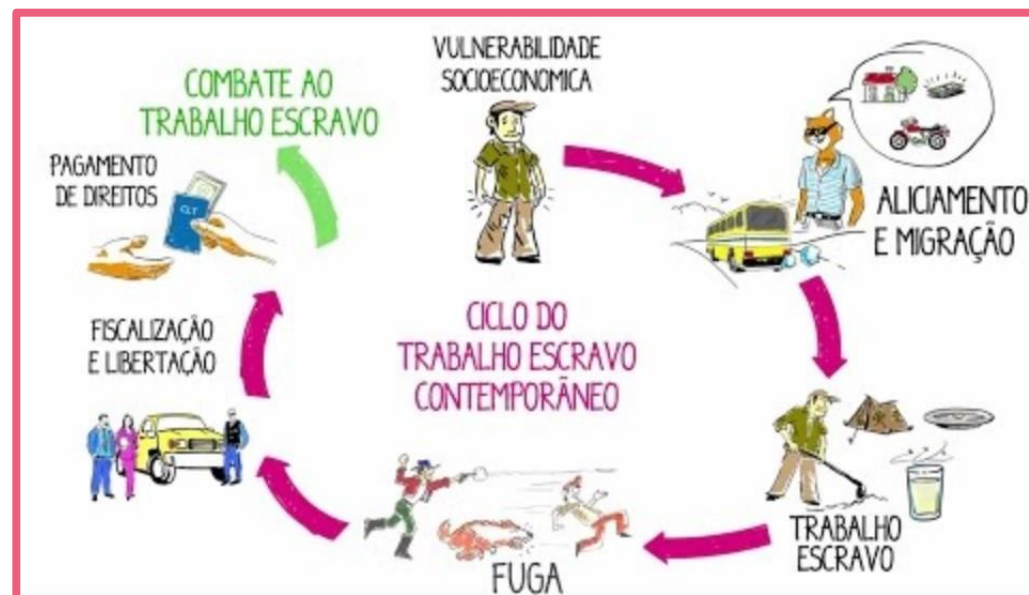 CICLO DO
TRABALHO ESCRAVO
CONTEMPORÂNEO
VULNERABILIDADE
SOCIOECONOMICA
ALICIAMENTO
E MIGRAÇÃO
TRABALHO
ESCRAVO
FUGA
FISCALIZAÇÃO
E LIBERTAÇÃO
PAGAMENTO
DE DIREITOS
CLT
COMBATE AO
TRABALHO ESCRAVO